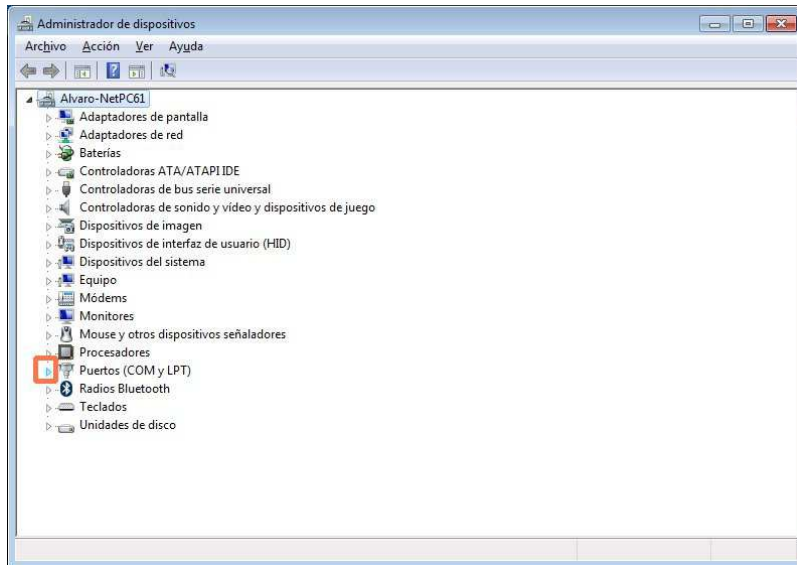 Administrador de dispositivos
Archivo Acción Ver Ayuda
Alvaro-NetPC61
Adaptadores de pantalla
Adaptadores de red
Baterías
Controladoras ATA/ATAPI IDE
Controladoras de bus serie universal
Controladoras de sonido y vídeo y dispositivos de juego
Dispositivos de imagen
Dispositivos de interfaz de usuario (HID)
Dispositivos del sistema
Equipo
Módems
Monitores
Mouse y otros dispositivos señaladores
Procesadores
Puertos (COM y LPT)
Radios Bluetooth
Teclados
Unidades de disco